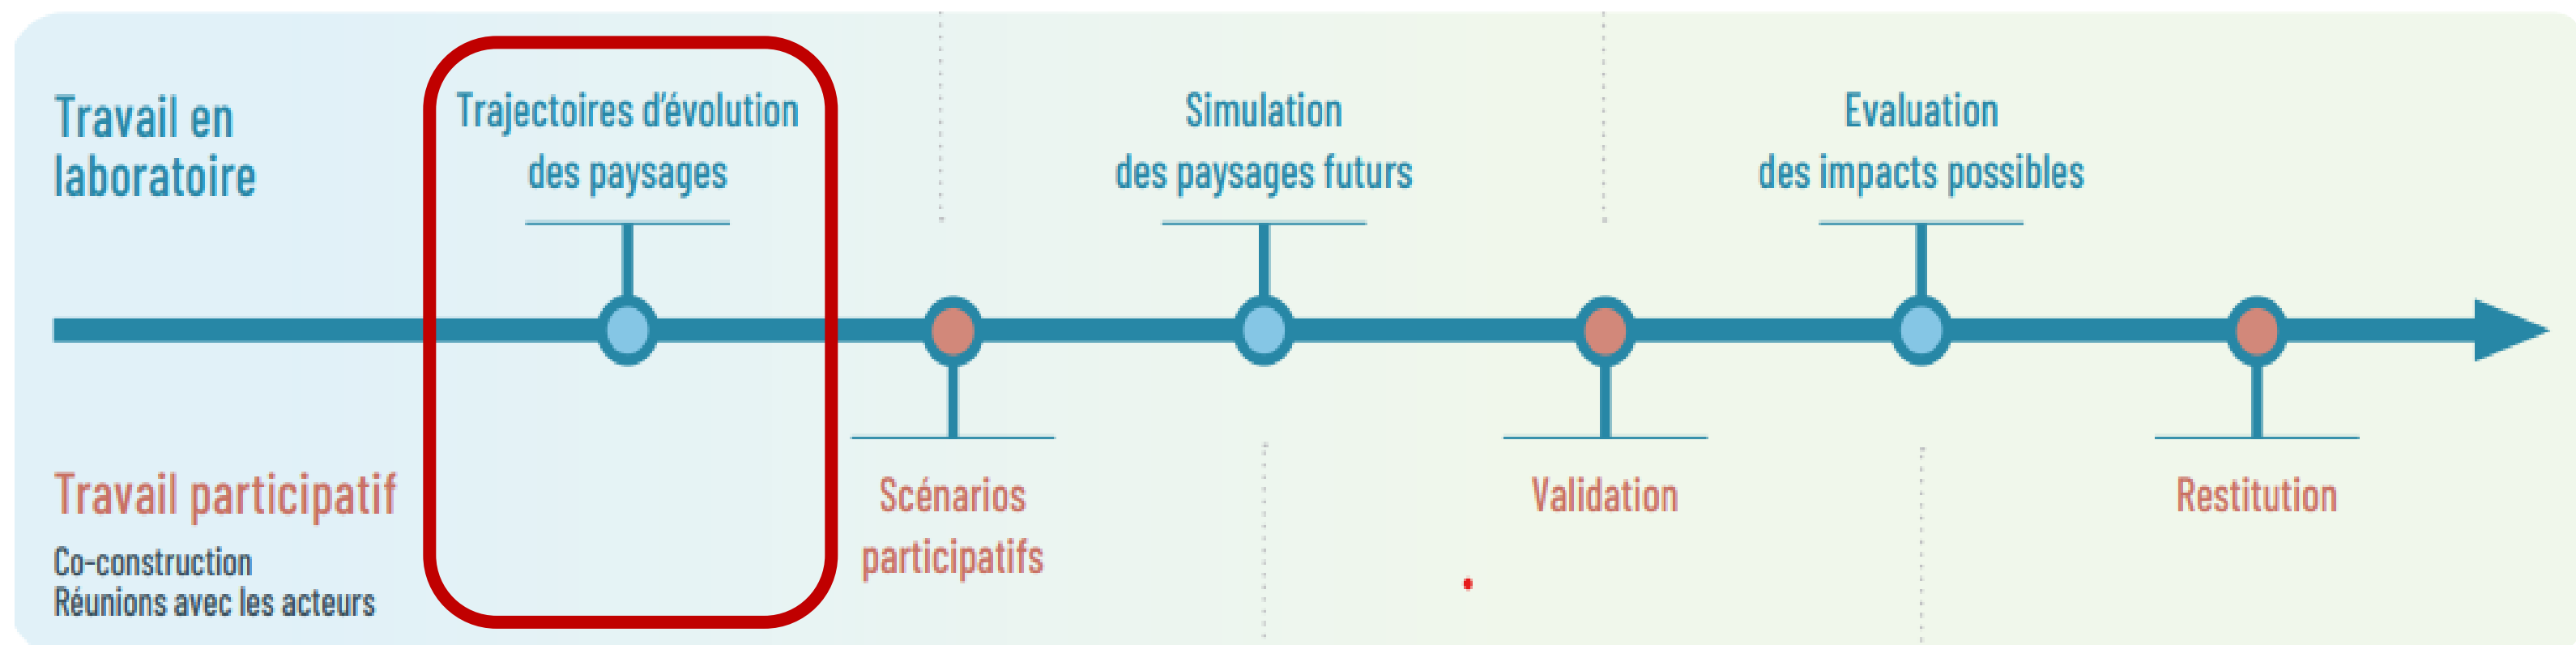 Travail en
laboratoire
Trajectoires d'évolution
des paysages
Simulation
des paysages futurs
Evaluation
des impacts possibles
Travail participatif
Co-construction
Réunions avec les acteurs
Scénarios
participatifs
Validation
Restitution